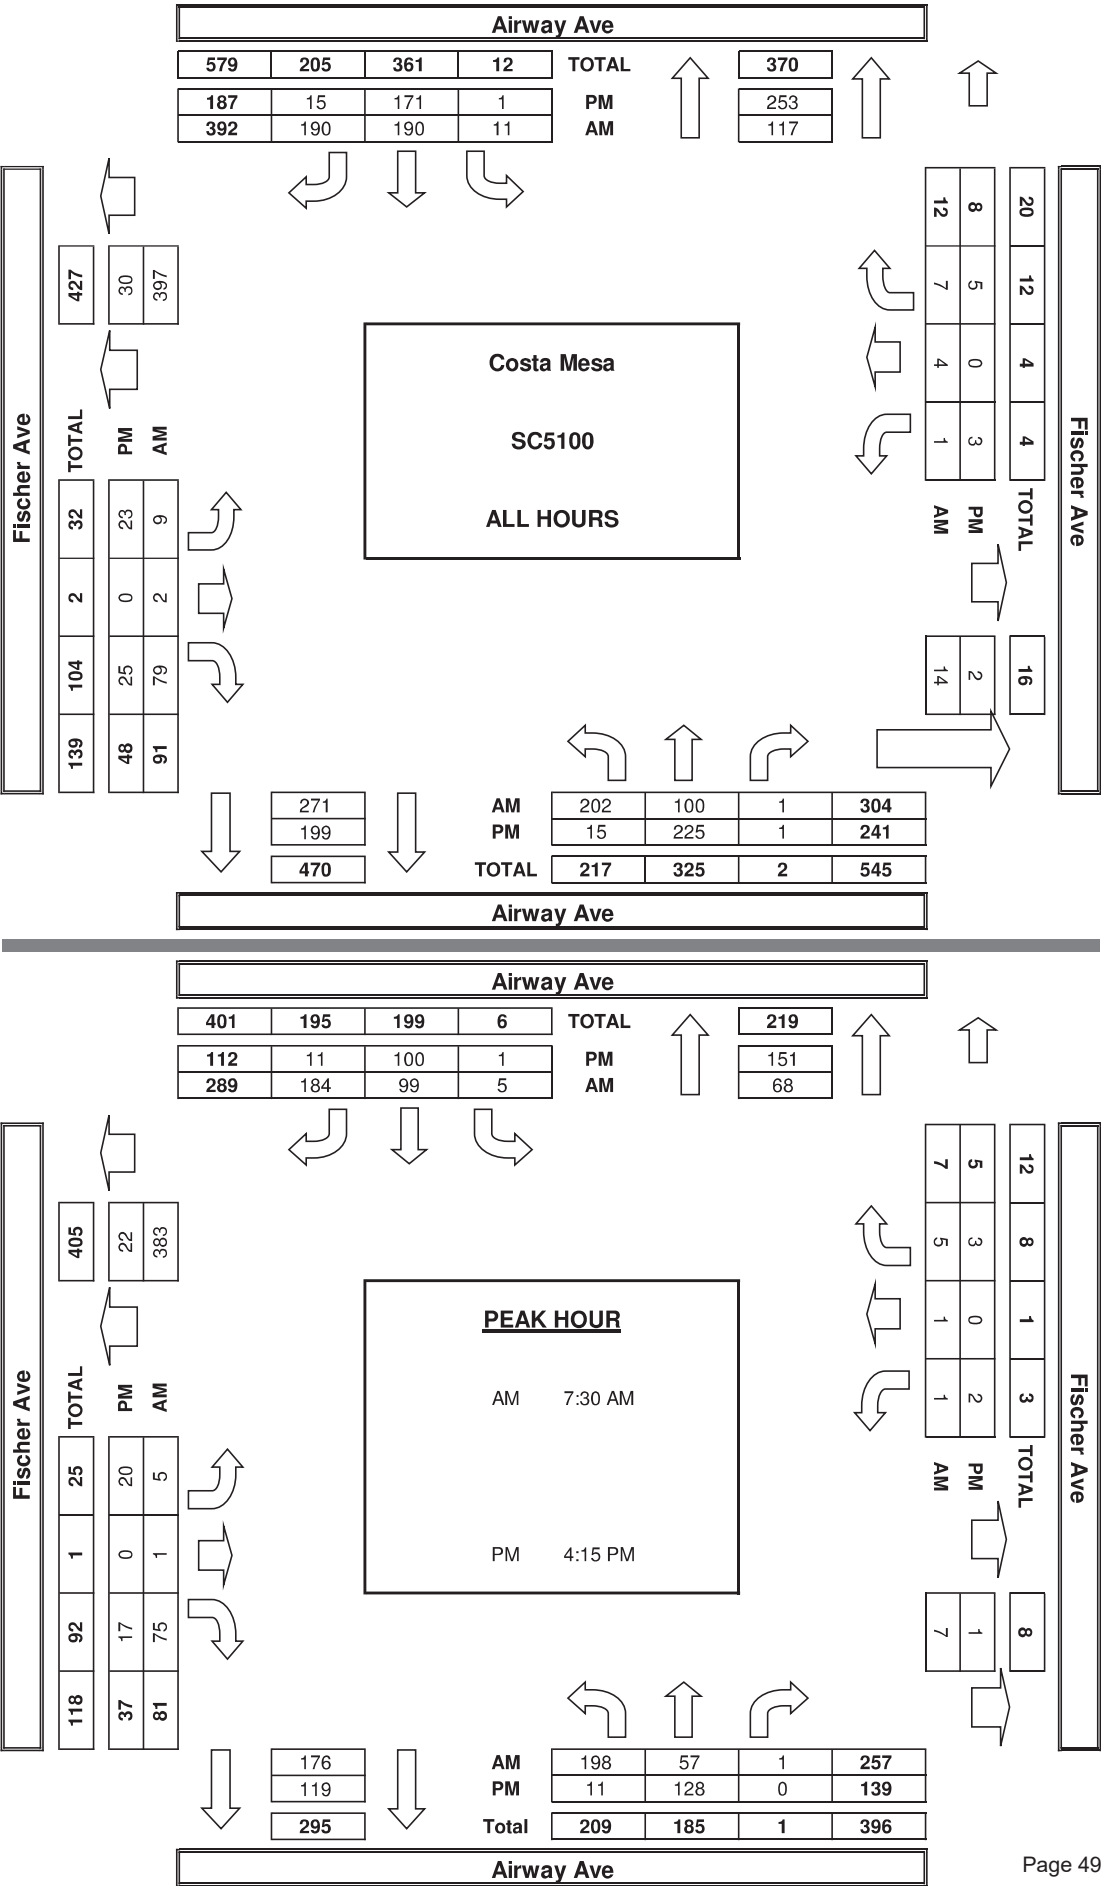 Airway Ave
579 205 361 12 TOTAL 370
187 15 171 1 PM 253
392 190 190 11 AM 117
Fischer Ave
427
30
397
TOTAL PM AM
32 23 9
2 0 2
104 25 79
139 48 91
Costa Mesa
SC5100
ALL HOURS
12 8 20
7 5 12
4 0 4
1 3 4
AM PM TOTAL
14 2 16
Fischer Ave
271 AM 202 100 1 304
199 PM 15 225 1 241
470 TOTAL 217 325 2 545
Airway Ave
Airway Ave
401 195 199 6 TOTAL 219
112 11 100 1 PM 151
289 184 99 5 AM 68
Fischer Ave
405
22
383
TOTAL PM AM
25 20 5
1 0 1
92 17 75
118 37 81
PEAK HOUR
AM 7:30 AM
PM 4:15 PM
7 5 12
5 3 8
1 0 1
1 2 3
AM PM TOTAL
7 1 8
Fischer Ave
176 AM 198 57 1 257
119 PM 11 128 0 139
295 Total 209 185 1 396
Airway Ave
Page 49